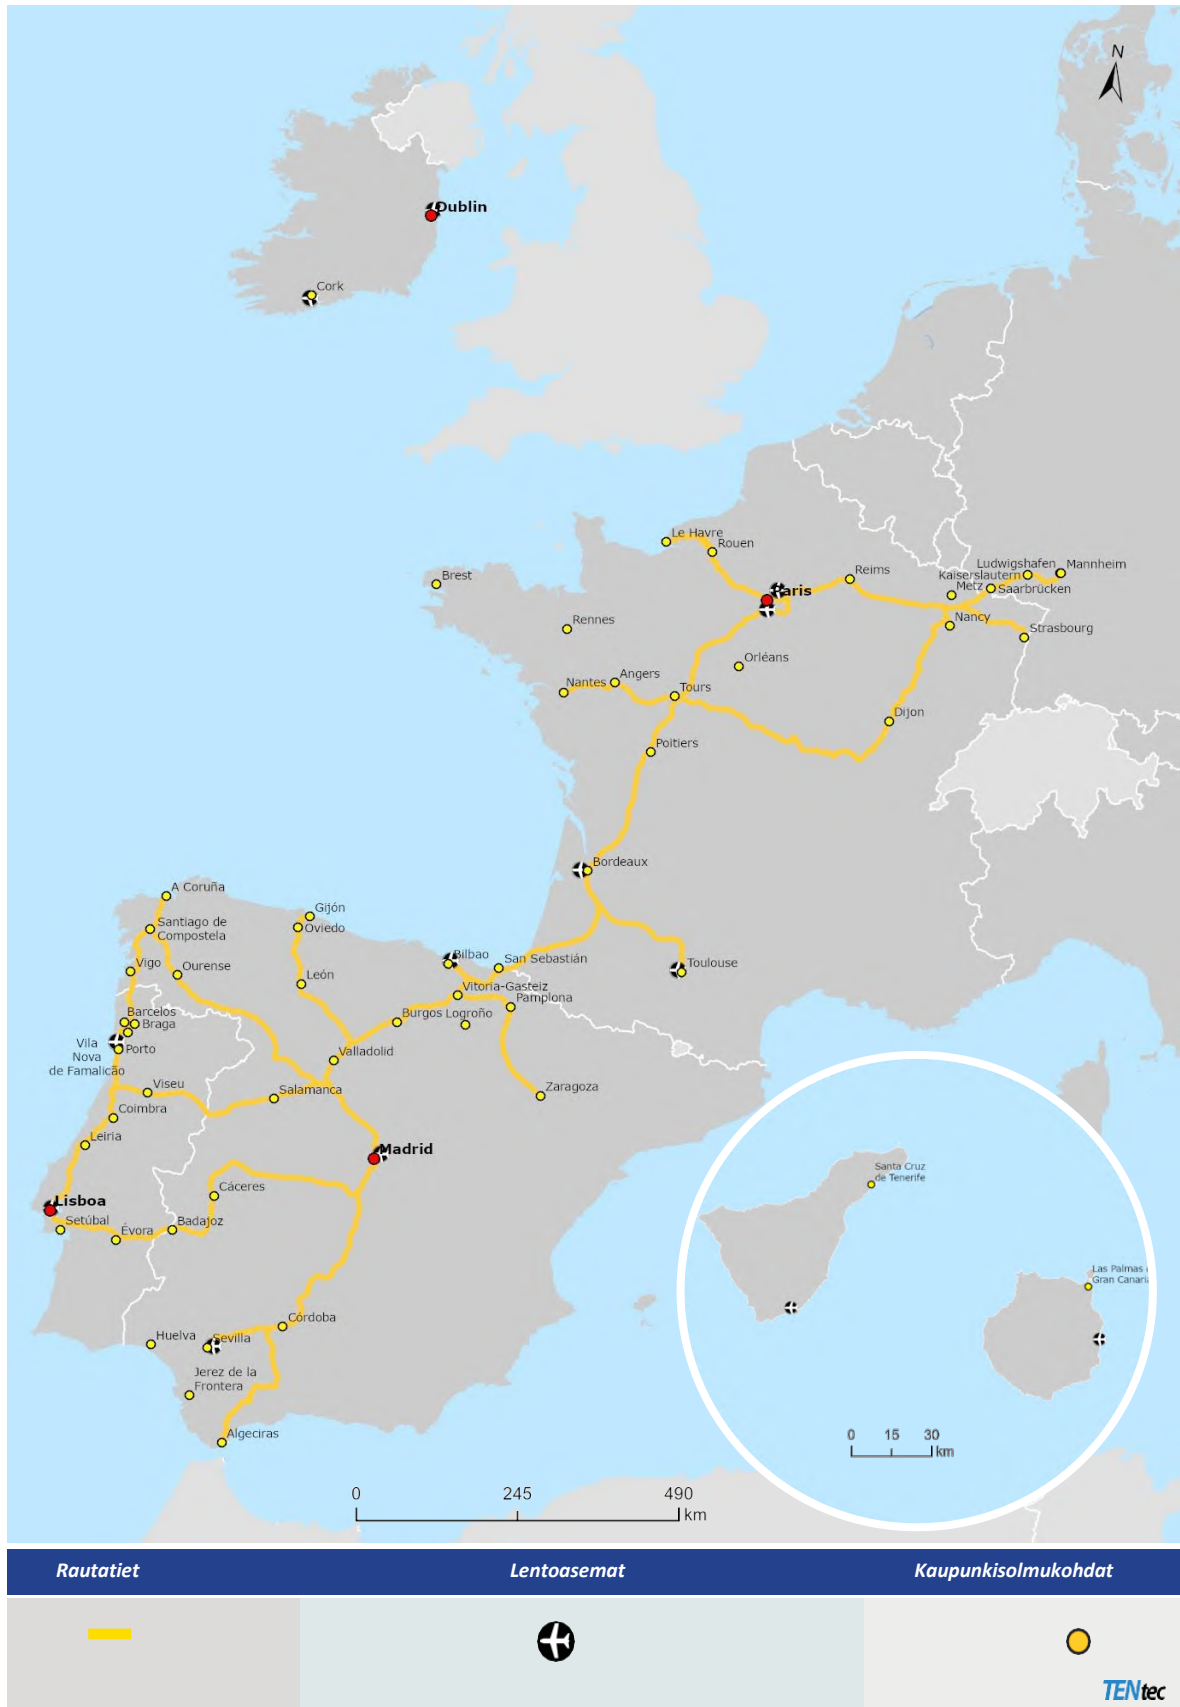 N
Dublin
Cork
Le Havre
Rouen
Brest
Reims
Ludwigshafen
Mannheim
Kaiserslautern
Metz
Saarbrücken
Paris
Rennes
Nancy
Strasbourg
Orléans
Angers
Nantes
Tours
Dijon
Poitiers
Bordeaux
A Coruña
Gijón
Santiago de
Compostela
Oviedo
Bilbao
San Sebastián
Toulouse
Vigo
Ourense
León
Vitoria-Gasteiz
Pamplona
Barcelos
Braga
Burgos
Logroño
Vila
Nova
de Famalicão
Porto
Valladolid
Viseu
Salamanca
Zaragoza
Coimbra
Leiria
Madrid
Santa Cruz
de Tenerife
Lisboa
Cáceres
Setúbal
Évora
Badajoz
Las Palmas
Gran Canaria
Córdoba
Huelva
Sevilla
Jerez de la
Frontera
Algeciras
0 15 30
km
0 245 490
km
Rautatiet
Lentoasemat
Kaupunkisolmukohdat
TENtec